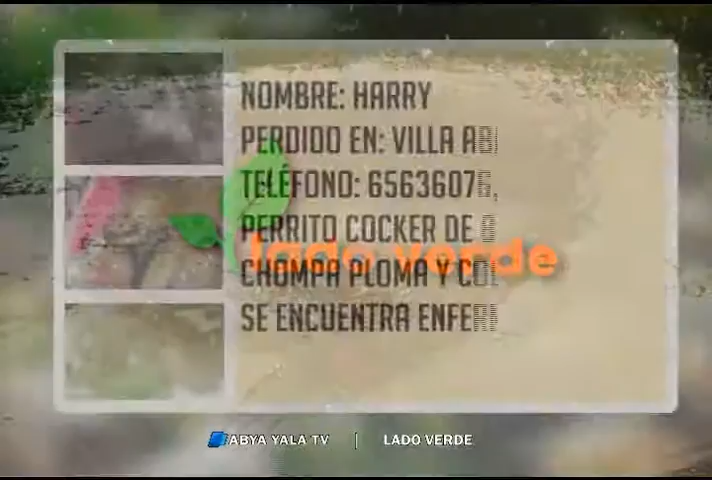 NOMBRE: HARRY
PERDIDO EN: VILLA
TELÉFONO: 6563607
PERRITO COCKER DE
lado verde
CHOMPA PLOMA Y
SE ENCUENTRA
ABYA YALA TV | LADO VERDE